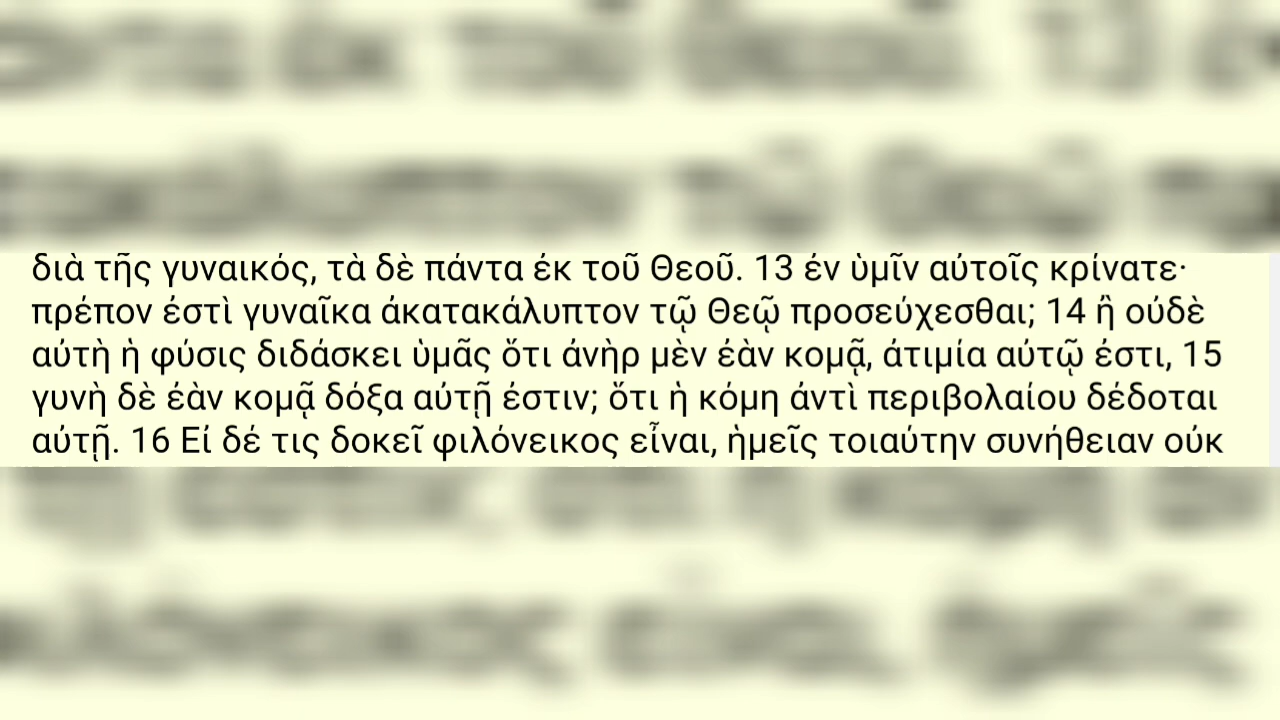 διὰ τῆς γυναικός, τὰ δὲ πάντα ἐκ τοῦ Θεοῦ. 13 ἐν ὑμῖν αὐτοῖς κρίνατε·
πρέπον ἐστὶ γυναῖκα ἀκατακάλυπτον τῷ Θεῷ προσεύχεσθαι; 14 ἢ οὐδὲ
αὐτὴ ἡ φύσις διδάσκει ὑμᾶς ὅτι ἀνὴρ μὲν ἐὰν κομᾷ, ἀτιμία αὐτῷ ἐστι, 15
γυνὴ δὲ ἐὰν κομᾷ δόξα αὐτῇ ἐστιν; ὅτι ἡ κόμη ἀντὶ περιβολαίου δέδοται
αὐτῇ. 16 Εἰ δέ τις δοκεῖ φιλόνεικος εἶναι, ἡμεῖς τοιαύτην συνήθειαν οὐκ